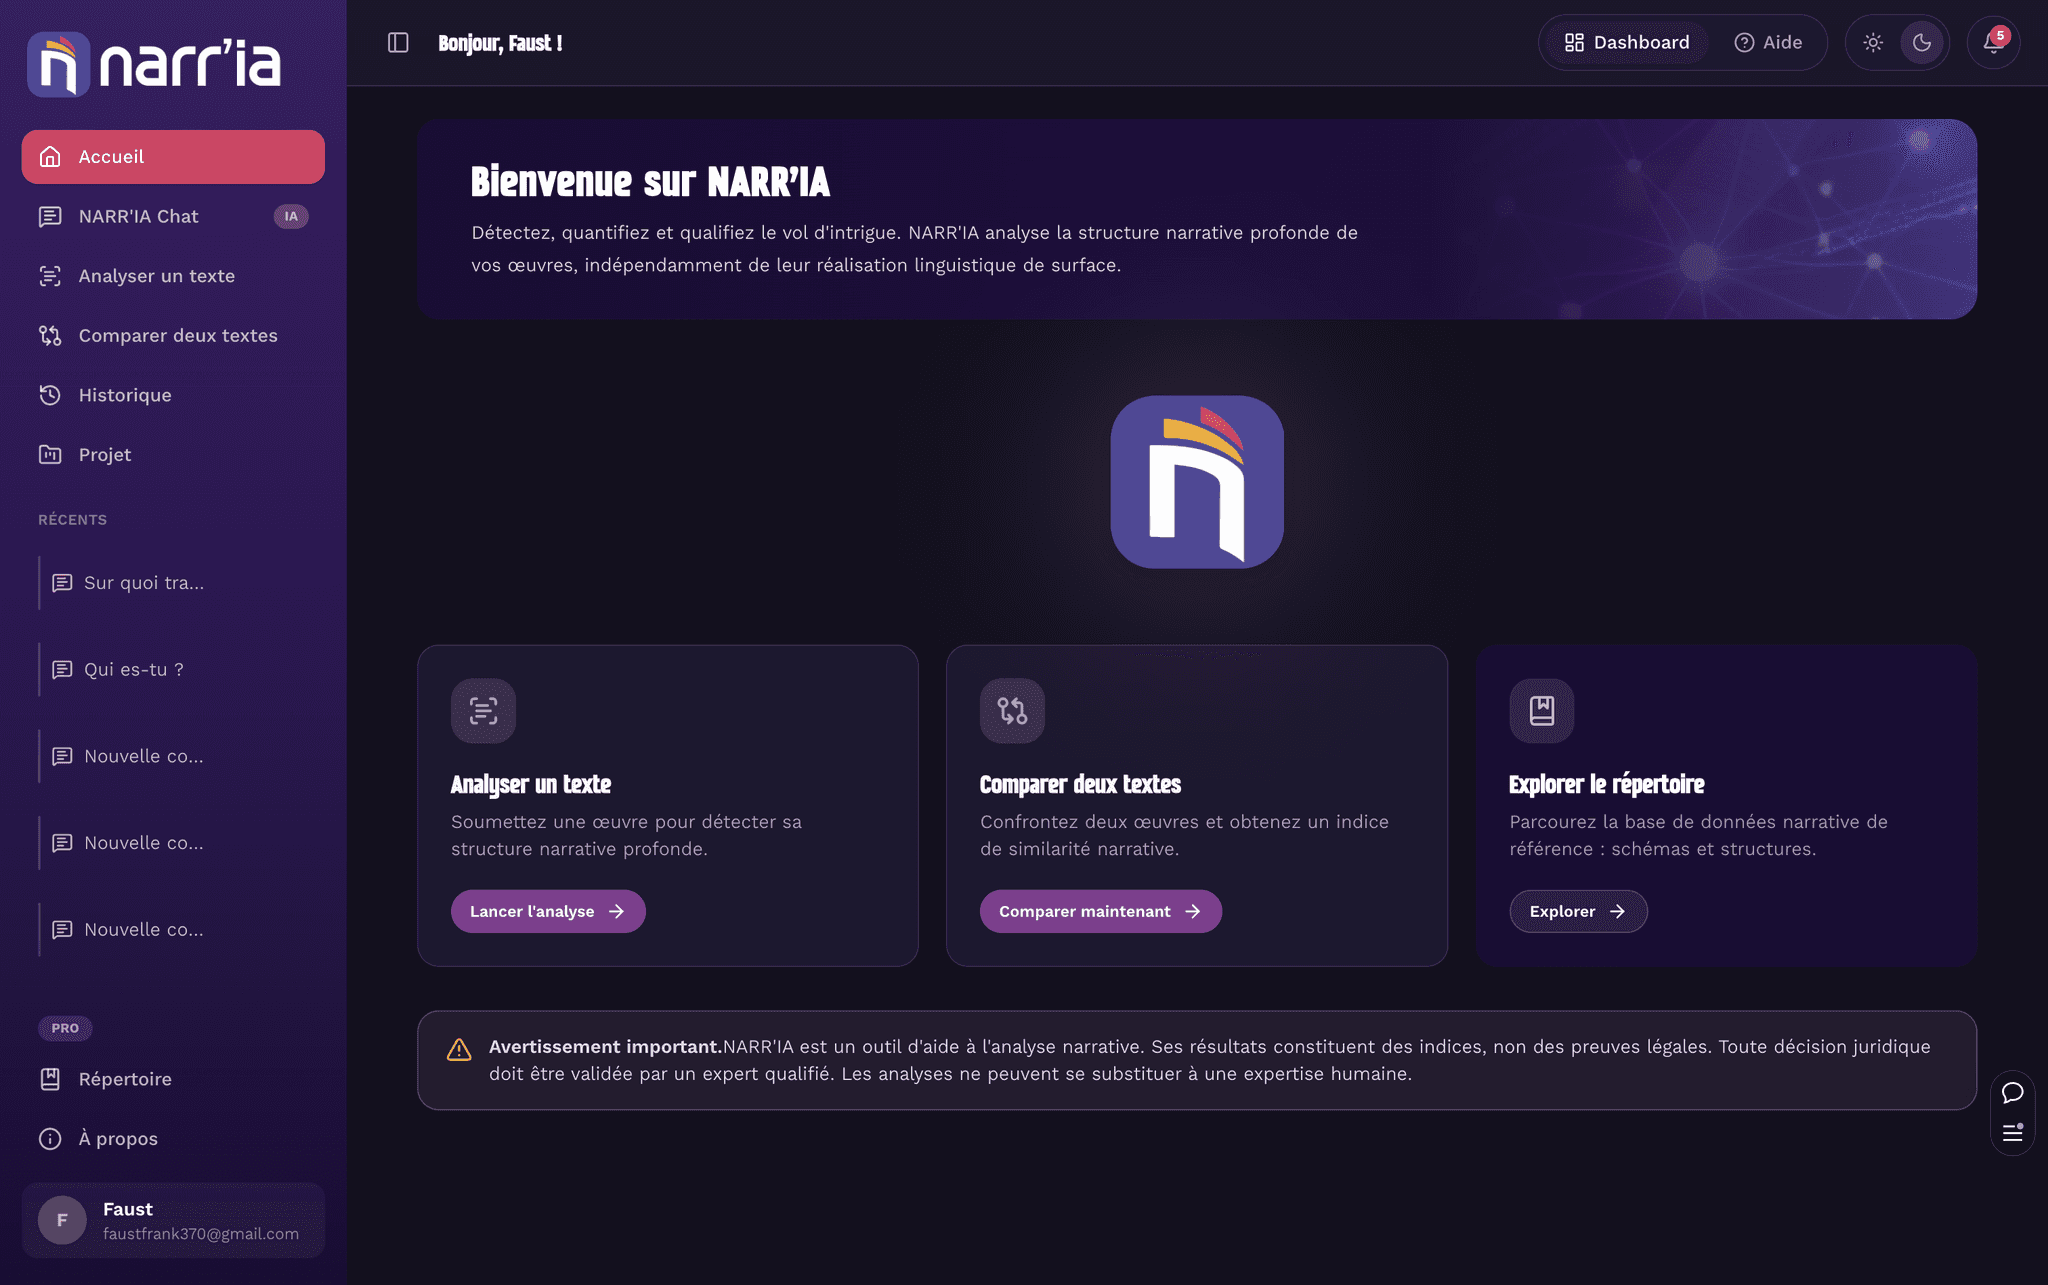 narr'ia
Accueil
NARR'IA Chat
IA
Analyser un texte
Comparer deux textes
Historique
Projet
RÉCENTS
Sur quoi tra...
Qui es-tu ?
Nouvelle co...
Nouvelle co...
Nouvelle co...
PRO
Répertoire
À propos
F
Faust
faustfrank370@gmail.com
Bonjour, Faust !
Dashboard
Aide
5
Bienvenue sur NARR'IA
Détectez, quantifiez et qualifiez le vol d'intrigue. NARR'IA analyse la structure narrative profonde de
vos œuvres, indépendamment de leur réalisation linguistique de surface.
Analyser un texte
Soumettez une œuvre pour détecter sa
structure narrative profonde.
Lancer l'analyse
Comparer deux textes
Confrontez deux œuvres et obtenez un indice
de similarité narrative.
Comparer maintenant
Explorer le répertoire
Parcourez la base de données narrative de
référence : schémas et structures.
Explorer
Avertissement important.NARR'IA est un outil d'aide à l'analyse narrative. Ses résultats constituent des indices, non des preuves légales. Toute décision juridique
doit être validée par un expert qualifié. Les analyses ne peuvent se substituer à une expertise humaine.